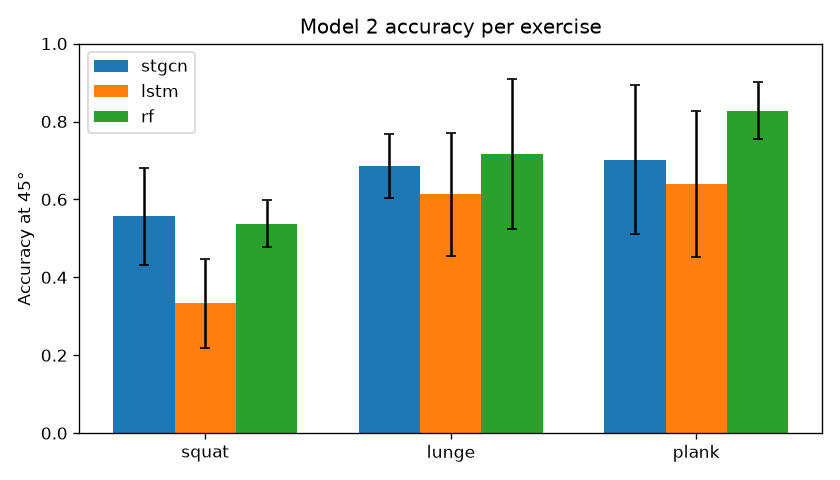 Model 2 accuracy per exercise
1.0
0.8
0.6
0.4
0.2
0.0
Accuracy at 45°
stgcn
lstm
rf
squat
lunge
plank